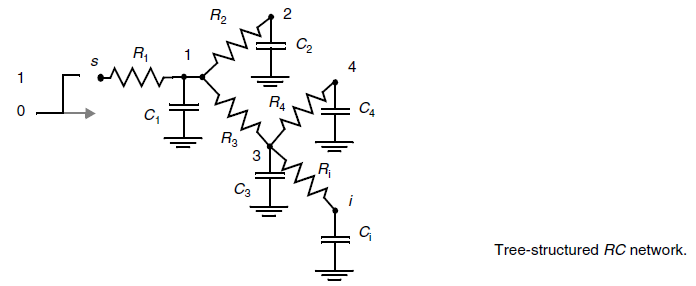 R₂
2
C₂
s
R₁
1
1
0
C₁
4
R₄
C₄
R₃
3
Rᵢ
C₃
i
Cᵢ
Tree-structured RC network.